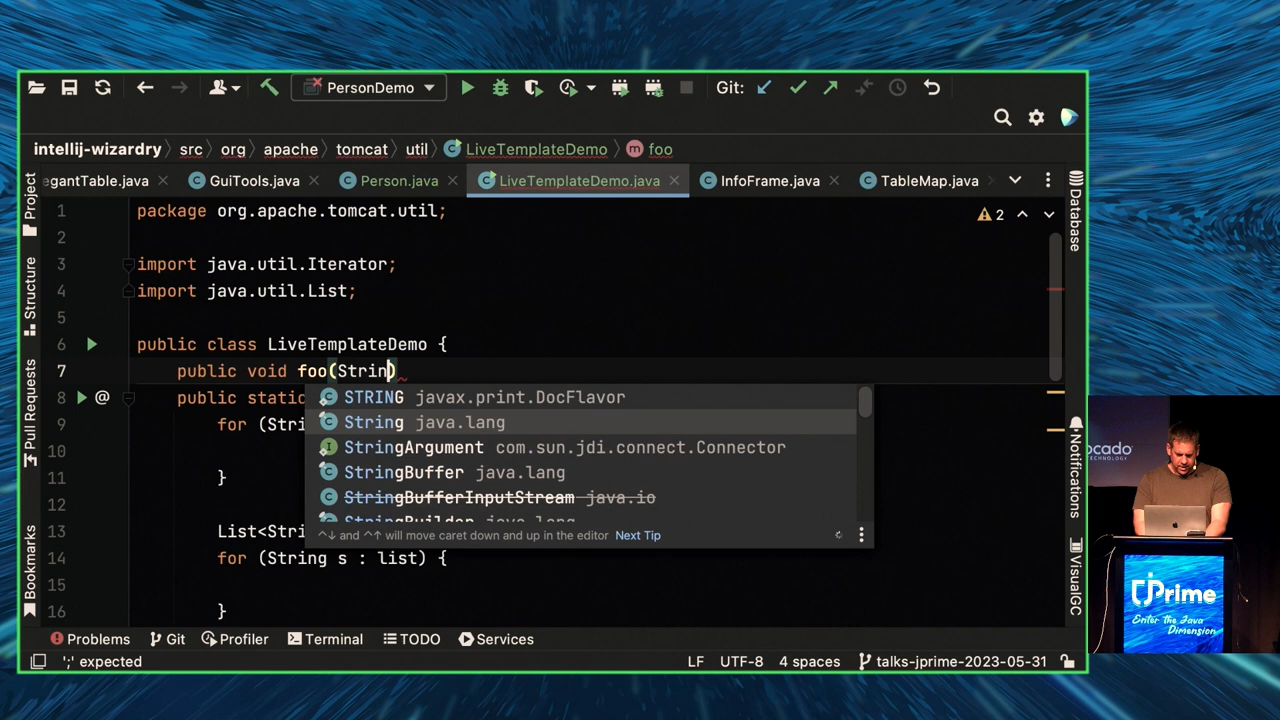 PersonDemo
Git:
intellij-wizardry src org apache tomcat util LiveTemplateDemo m foo
egantTable.java C GuiTools.java C Person.java C LiveTemplateDemo.java C InfoFrame.java C TableMap.java
Project
Structure
Pull Requests
Bookmarks
1 package org.apache.tomcat.util;
2
3 import java.util.Iterator;
4 import java.util.List;
5
6 public class LiveTemplateDemo {
7 public void foo(Strin)
8 @ public static
9 for (Stri
10
11 }
12
13 List<Stri
14 for (String s : list) {
15
16 }
2
C STRING javax.print.DocFlavor
C String java.lang
I StringArgument com.sun.jdi.connect.Connector
C StringBuffer java.lang
C StringBufferInputStream java.io
StringBuilder java.lang
^↓ and ^↑ will move caret down and up in the editor Next Tip
Database
Notifications
VisualGC
Problems Git Profiler Terminal TODO Services
';' expected LF UTF-8 4 spaces talks-jprime-2023-05-31
ocado
TECHNOLOGY
jPrime
Enter the Java
Dimension